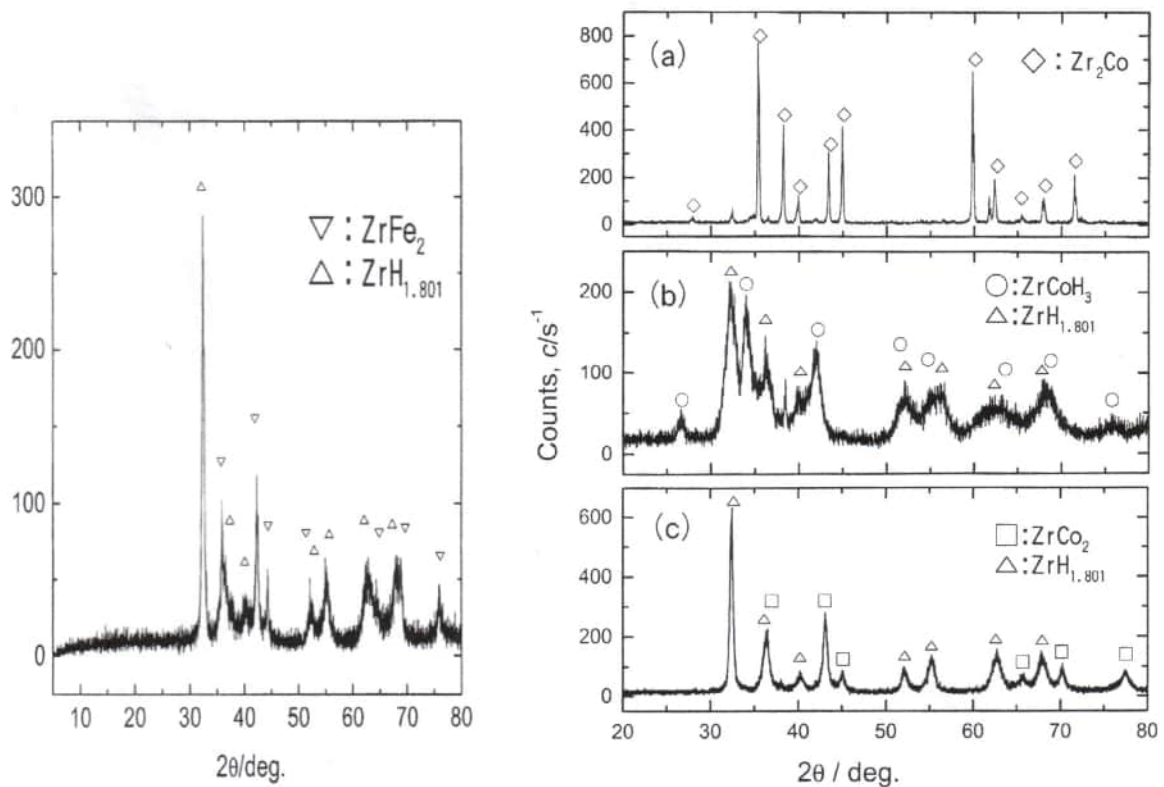 300
200
100
0
10 20 30 40 50 60 70 80
2θ/deg.
▽ : ZrFe₂
△ : ZrH₁.₈₀₁
Counts, c/s⁻¹
800
600
400
200
0
(a)
◇ : Zr₂Co
200
100
0
(b)
○:ZrCoH₃
△:ZrH₁.₈₀₁
600
400
200
0
(c)
□:ZrCo₂
△:ZrH₁.₈₀₁
20 30 40 50 60 70 80
2θ / deg.